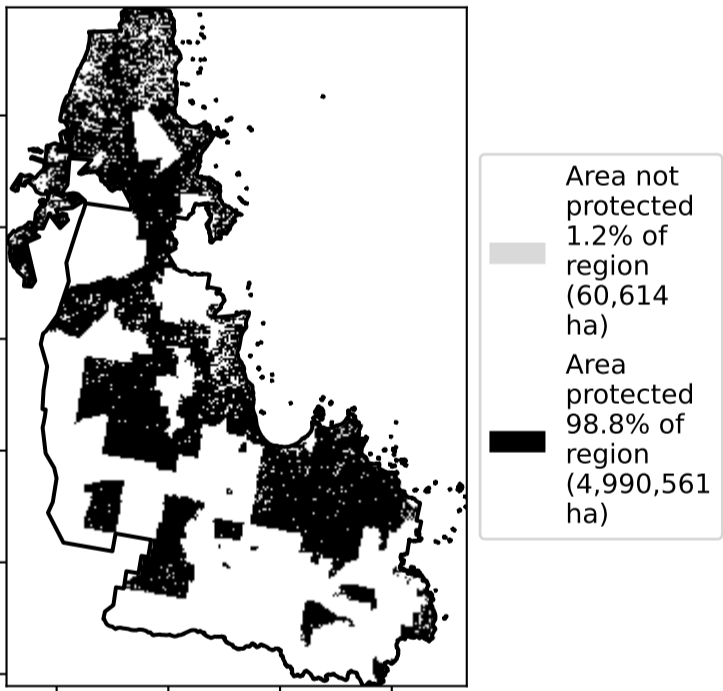 Area not
protected
1.2% of
region
(60,614
ha)
Area
protected
98.8% of
region
(4,990,561
ha)